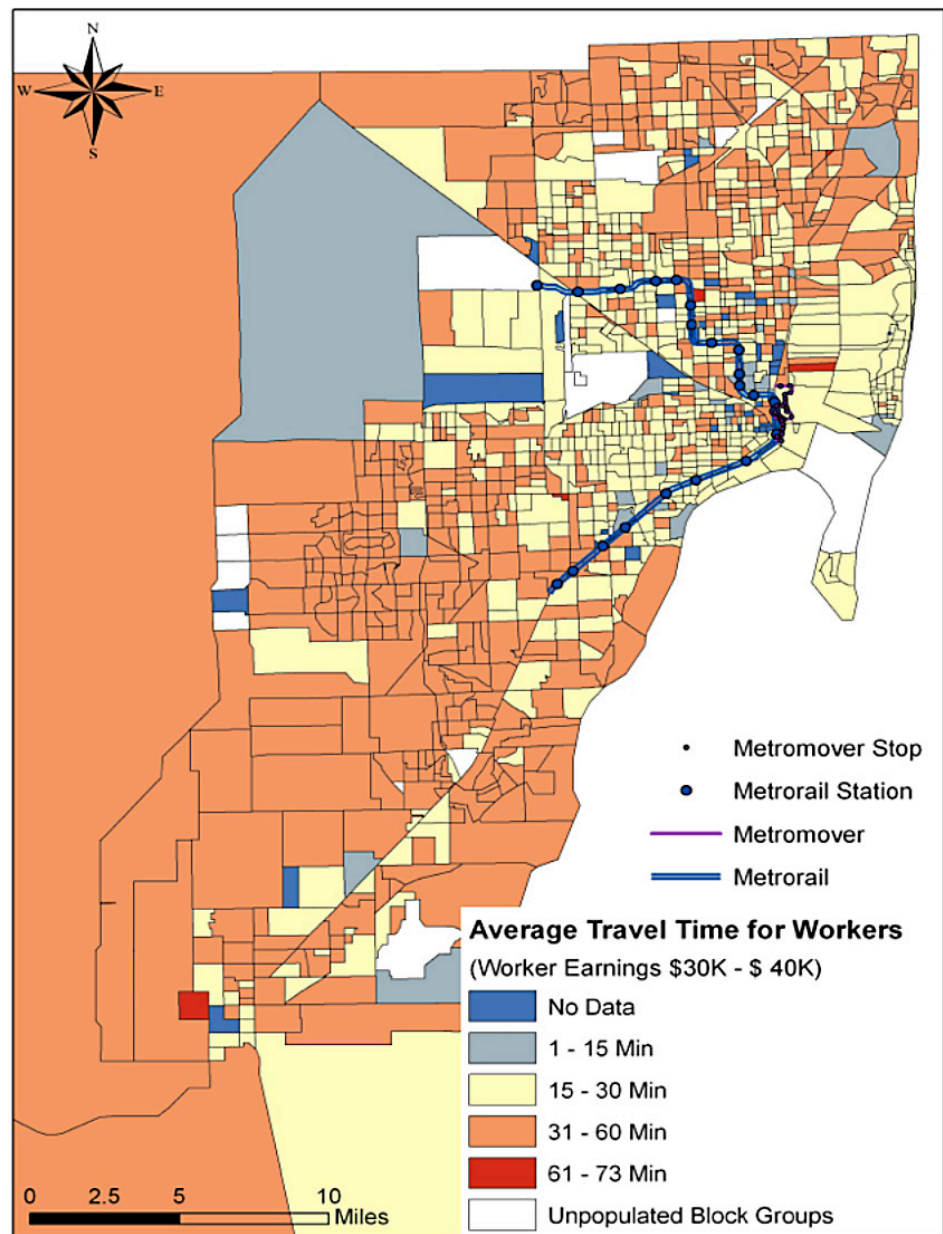 N
W
E
S
Metromover Stop
Metrorail Station
Metromover
Metrorail
Average Travel Time for Workers
(Worker Earnings $30K - $ 40K)
No Data
1 - 15 Min
15 - 30 Min
31 - 60 Min
61 - 73 Min
Unpopulated Block Groups
0 2.5 5 10
Miles